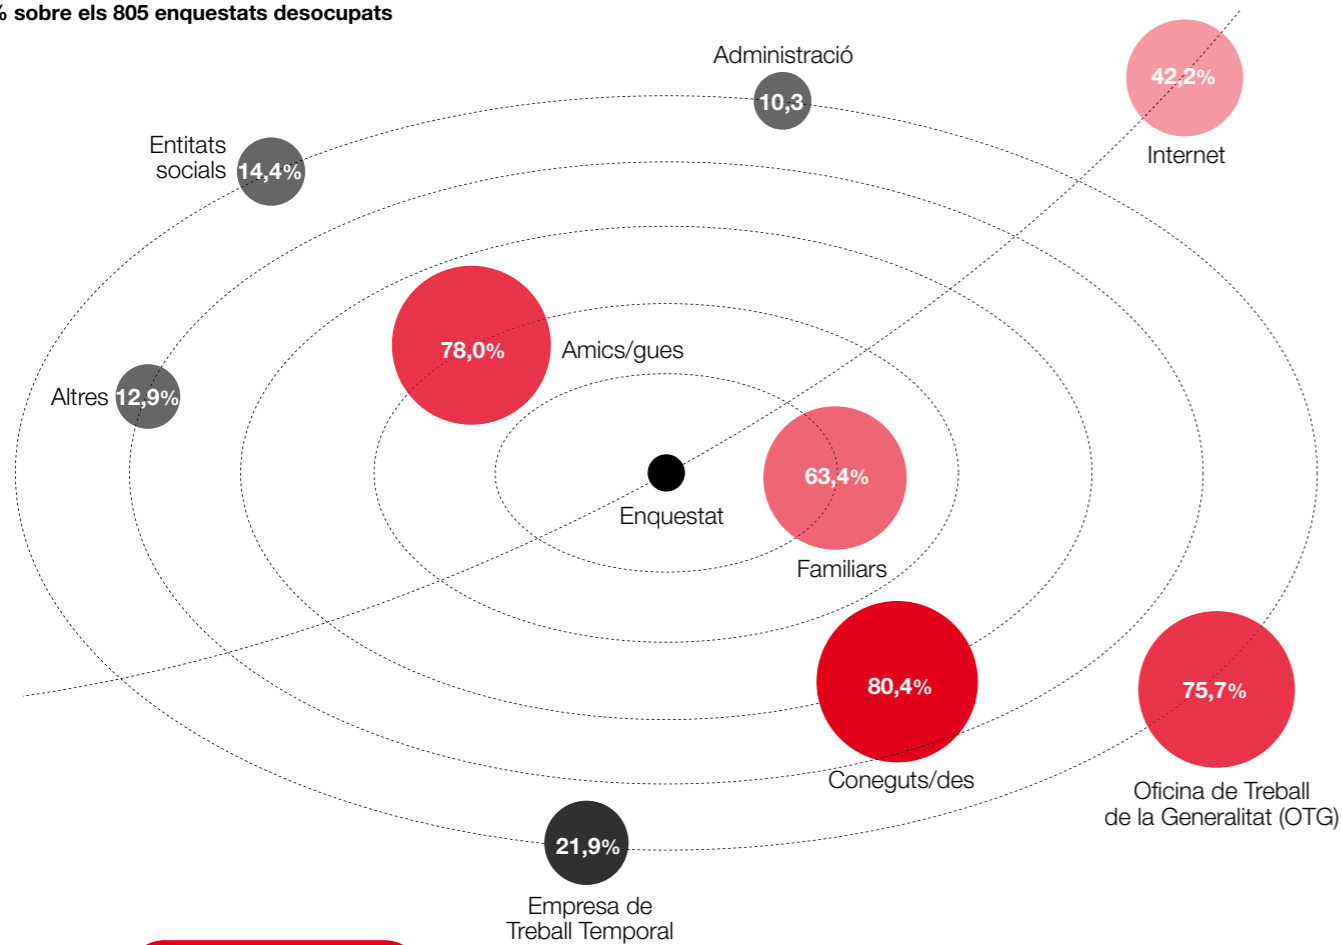 % sobre els 805 enquestats desocupats
Administració
10,3
42,2%
Internet
Entitats
socials
14,4%
78,0%
Amics/gues
Altres
12,9%
Enquestat
63,4%
Familiars
80,4%
Coneguts/des
75,7%
Oficina de Treball
de la Generalitat (OTG)
21,9%
Empresa de
Treball Temporal